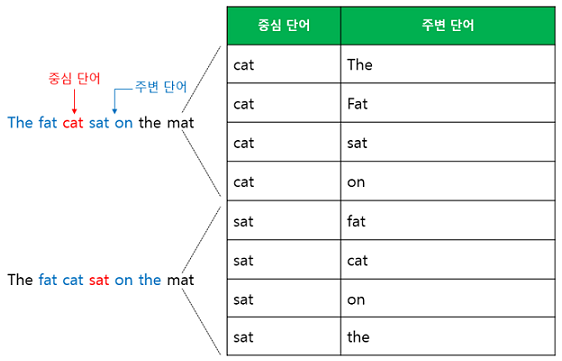 중심 단어 주변 단어
cat The
cat Fat
cat sat
cat on
sat fat
sat cat
sat on
sat the
중심 단어
주변 단어
The fat cat sat on the mat
The fat cat sat on the mat